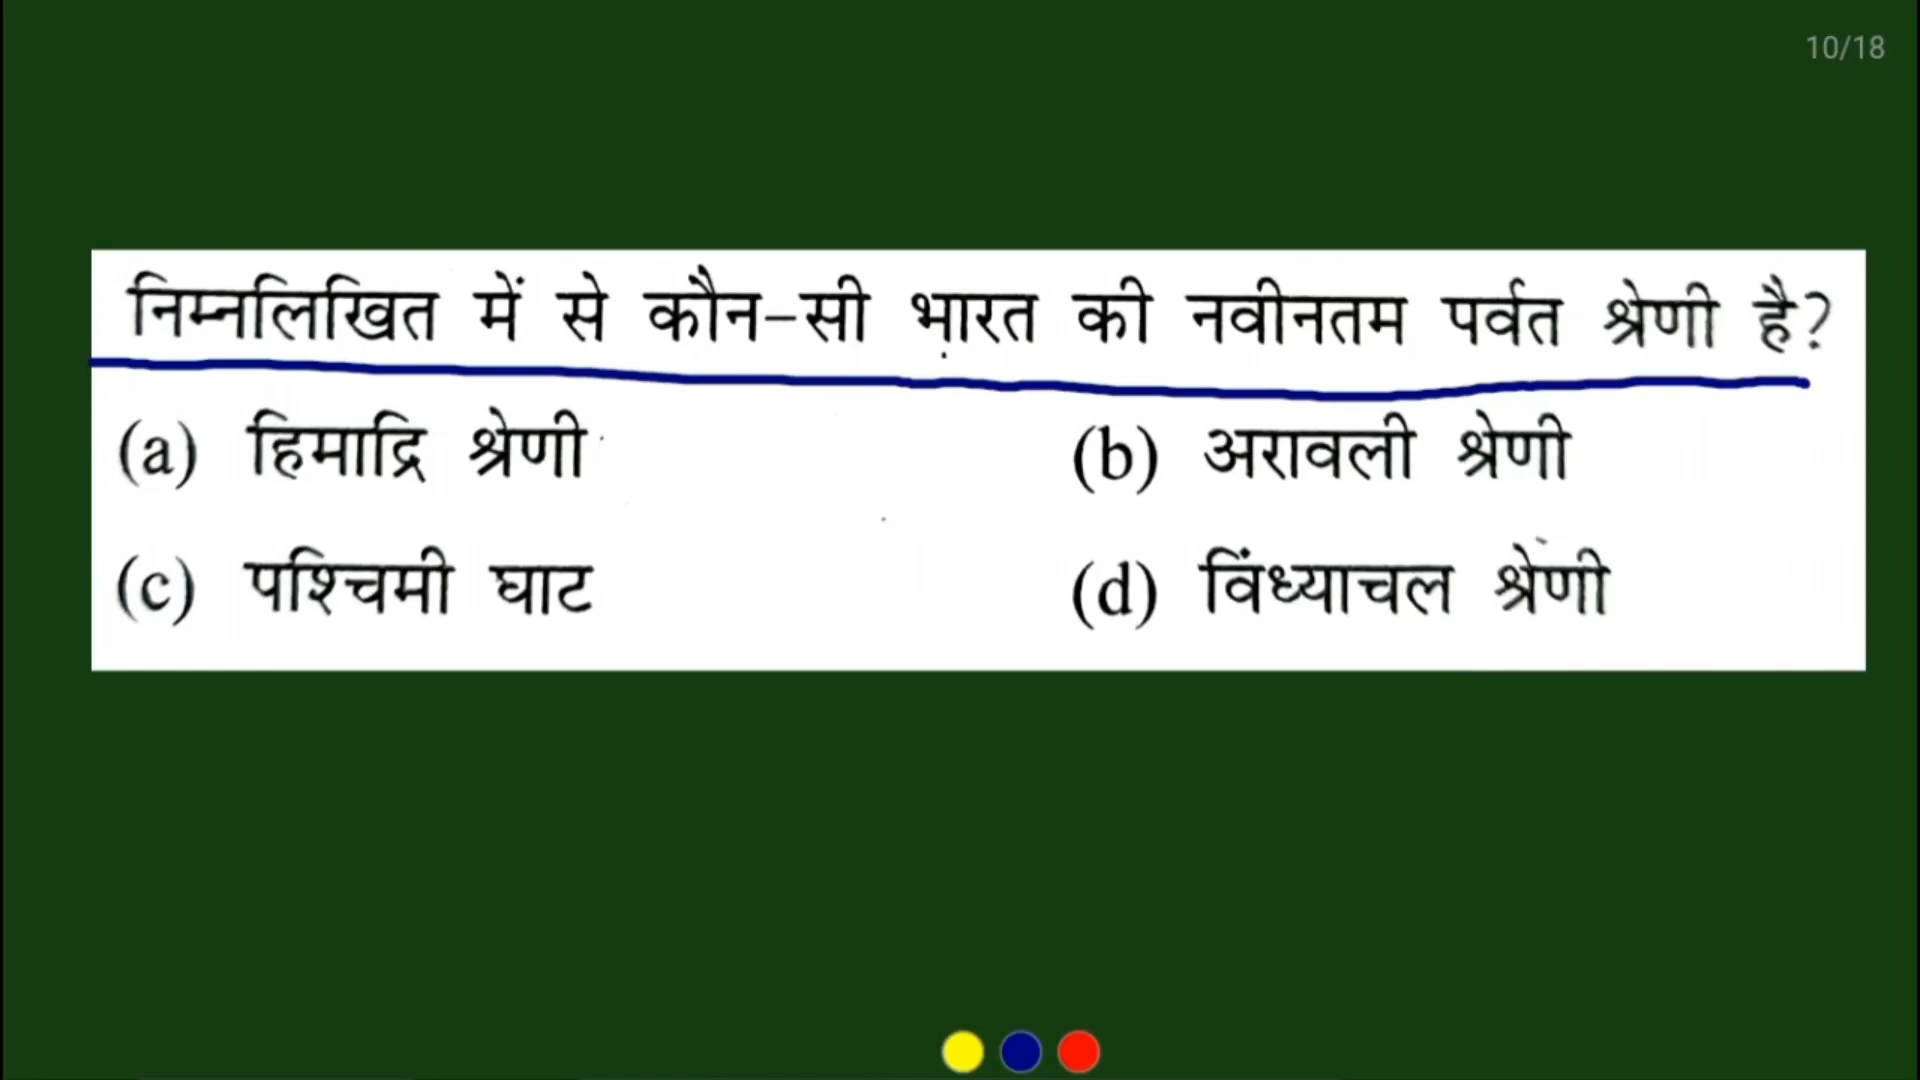 10/18
निम्नलिखित में से कौन-सी भारत की नवीनतम पर्वत श्रेणी है?
(a) हिमाद्रि श्रेणी (b) अरावली श्रेणी
(c) पश्चिमी घाट (d) विंध्याचल श्रेणी